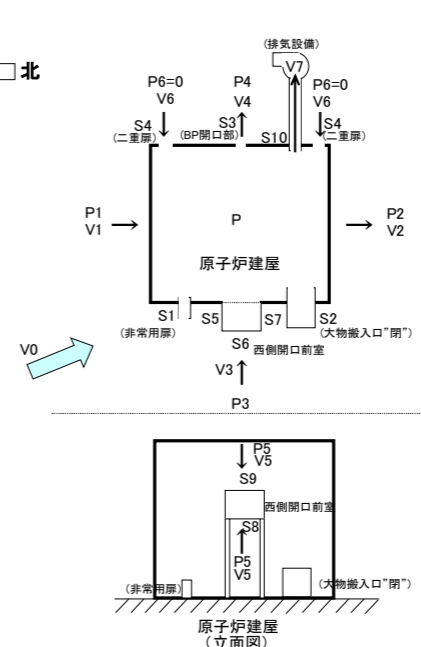 北
(排気設備)
V7
P6=0
V6
P4
V4
P6=0
V6
S4
(二重扉)
S3
(BP開口部)
S10
S4
(二重扉)
P1
V1
P
P2
V2
原子炉建屋
S1
S5
S7
S2
(非常用扉)
S6
西側開口前室
(大物搬入口"閉")
V0
V3
P3
P5
V5
S9
西側開口前室
S8
P5
V5
(非常用扉)
(大物搬入口"閉")
原子炉建屋
(立面図)